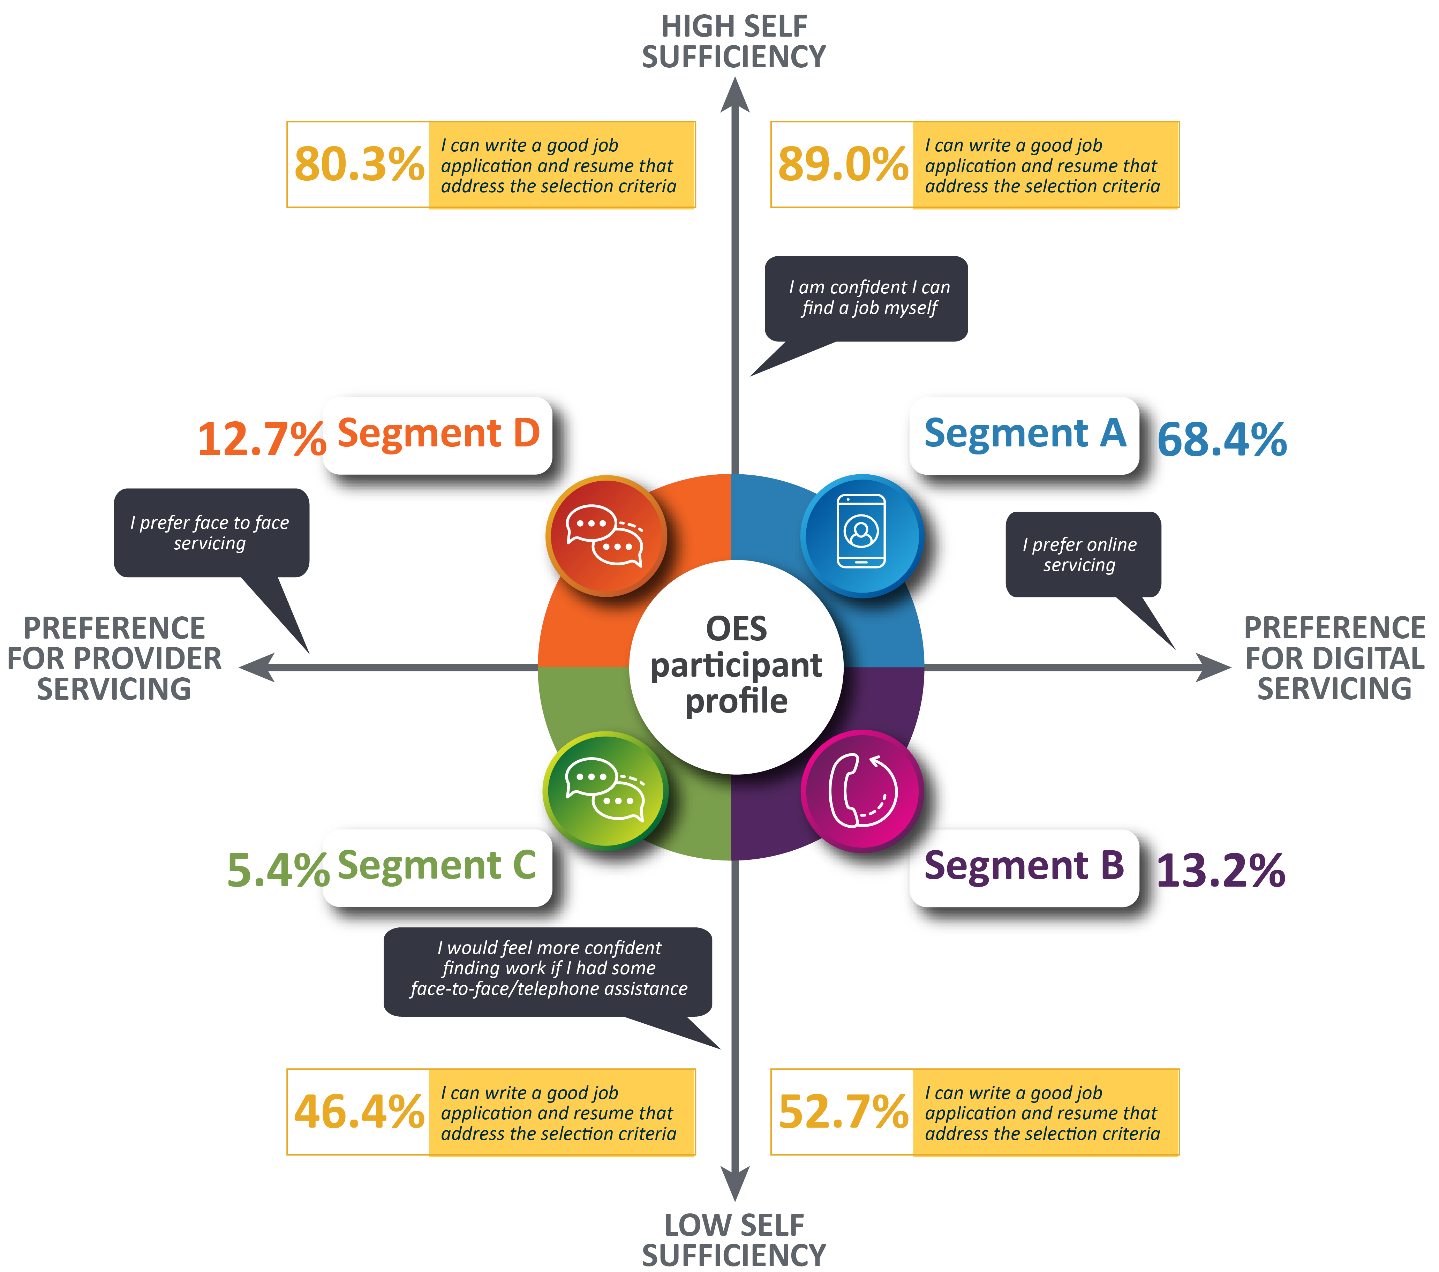 HIGH SELF
SUFFICIENCY
80.3%
I can write a good job
application and resume that
address the selection criteria
89.0%
I can write a good job
application and resume that
address the selection criteria
I am confident I can
find a job myself
12.7%
Segment D
Segment A
68.4%
I prefer face to face
servicing
I prefer online
servicing
PREFERENCE
FOR PROVIDER
SERVICING
OES
participant
profile
PREFERENCE
FOR DIGITAL
SERVICING
5.4%
Segment C
Segment B
13.2%
I would feel more confident
finding work if I had some
face-to-face/telephone assistance
46.4%
I can write a good job
application and resume that
address the selection criteria
52.7%
I can write a good job
application and resume that
address the selection criteria
LOW SELF
SUFFICIENCY